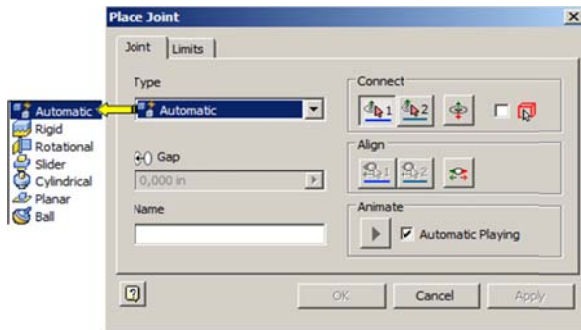 Place Joint
Joint
Limits
Type
Automatic
Gap
0,000 in
Name
Connect
1
2
Align
1
2
Animate
Automatic Playing
OK
Cancel
Apply
Automatic
Rigid
Rotational
Slider
Cylindrical
Planar
Ball